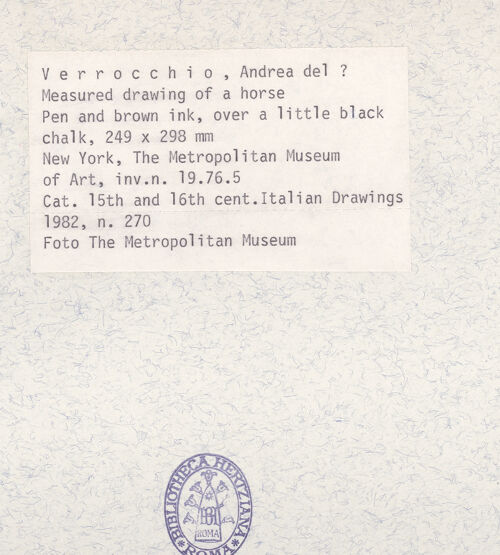 V e r r o c c h i o , Andrea del ?
Measured drawing of a horse
Pen and brown ink, over a little black
chalk, 249 x 298 mm
New York, The Metropolitan Museum
of Art, inv.n. 19.76.5
Cat. 15th and 16th cent.Italian Drawings
1982, n. 270
Foto The Metropolitan Museum
BIBLIOTHECA HERTZIANA
ROMA
ROMA